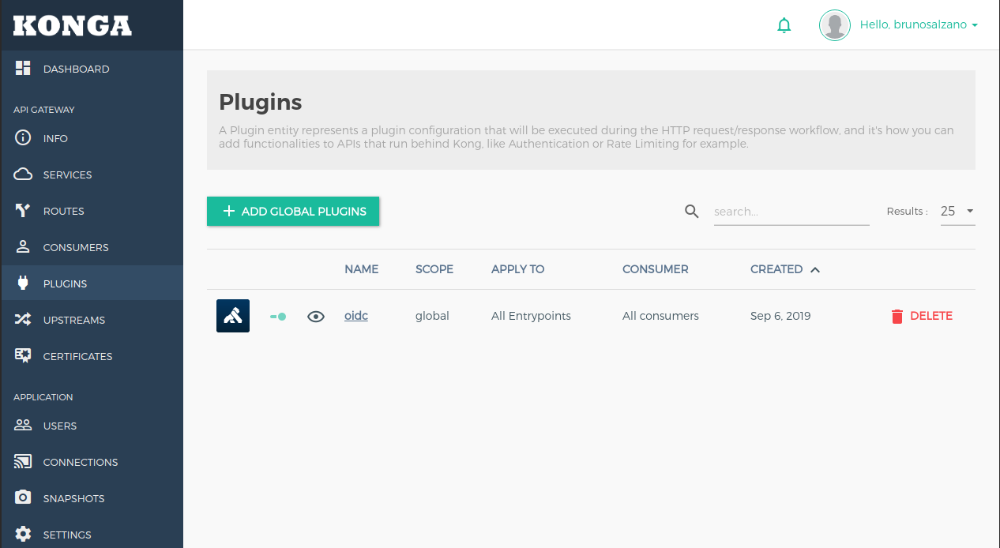 KONGA
Hello, brunosalzano
DASHBOARD
API GATEWAY
INFO
SERVICES
ROUTES
CONSUMERS
PLUGINS
UPSTREAMS
CERTIFICATES
APPLICATION
USERS
CONNECTIONS
SNAPSHOTS
SETTINGS
Plugins
A Plugin entity represents a plugin configuration that will be executed during the HTTP request/response workflow, and it's how you can
add functionalities to APIs that run behind Kong, like Authentication or Rate Limiting for example.
ADD GLOBAL PLUGINS
search...
Results : 25
NAME SCOPE APPLY TO CONSUMER CREATED
oidc global All Entrypoints All consumers Sep 6, 2019 DELETE